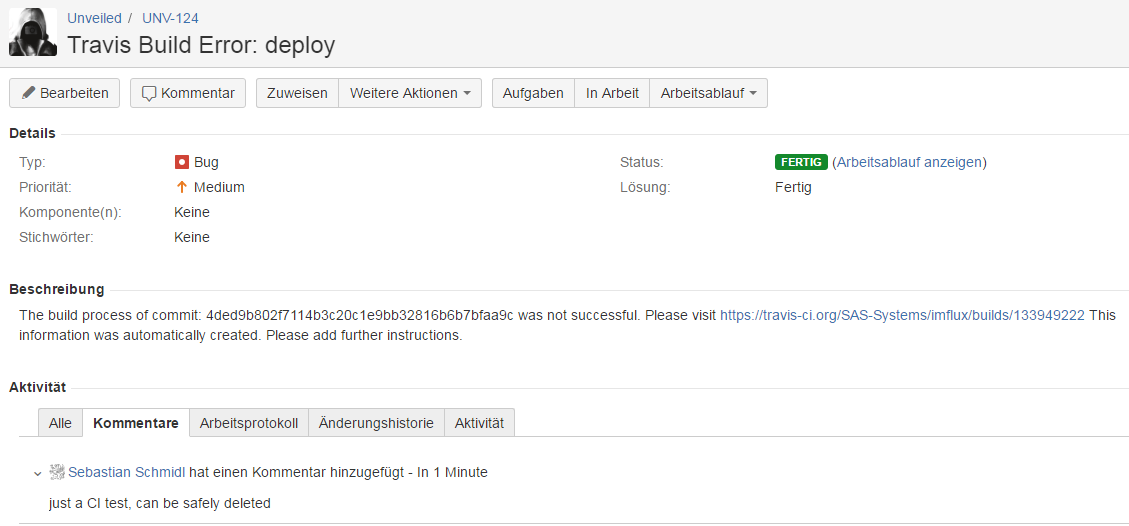 Unveiled / UNV-124
Travis Build Error: deploy
Bearbeiten Kommentar Zuweisen Weitere Aktionen Aufgaben In Arbeit Arbeitsablauf
Details
Typ: Bug Status: FERTIG (Arbeitsablauf anzeigen)
Priorität: Medium Lösung: Fertig
Komponente(n): Keine
Stichwörter: Keine
Beschreibung
The build process of commit: 4ded9b802f7114b3c20c1e9bb32816b6b7bfaa9c was not successful. Please visit https://travis-ci.org/SAS-Systems/imflux/builds/133949222 This
information was automatically created. Please add further instructions.
Aktivität
Alle Kommentare Arbeitsprotokoll Änderungshistorie Aktivität
Sebastian Schmidl hat einen Kommentar hinzugefügt - In 1 Minute
just a CI test, can be safely deleted